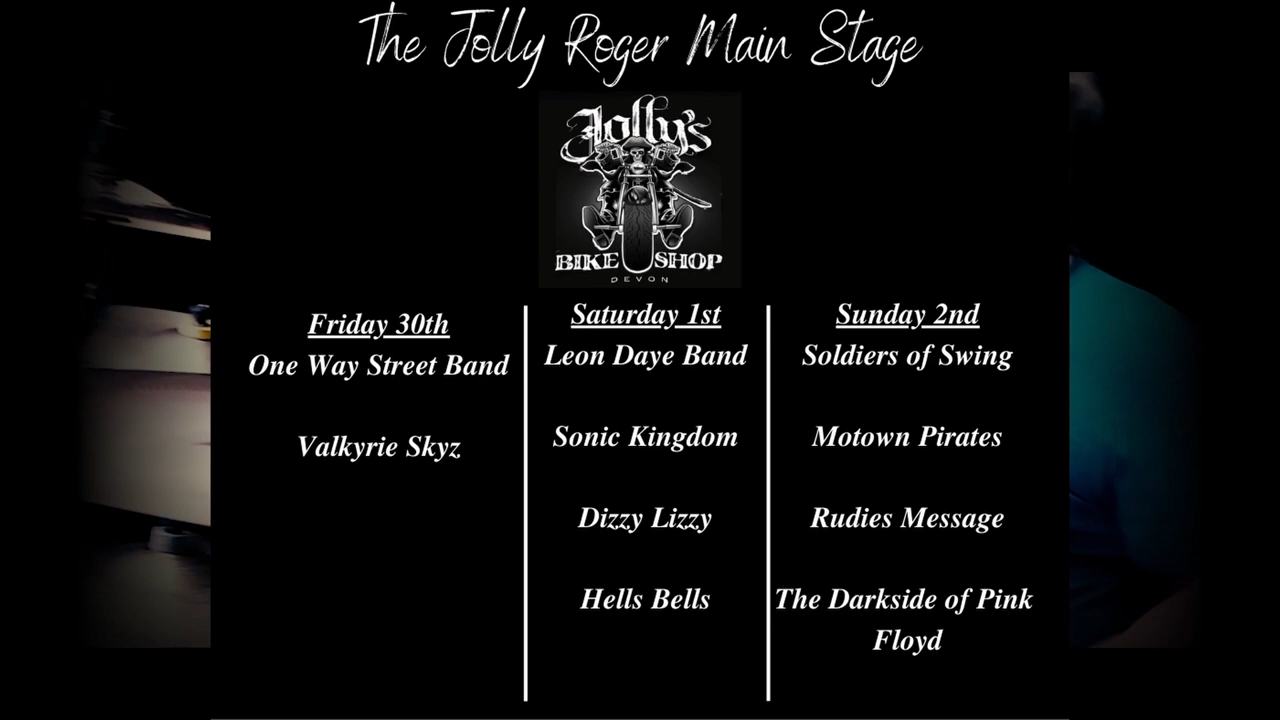 The Jolly Roger Main Stage
Jolly's
BIKE SHOP
DEVON
Friday 30th
One Way Street Band
Valkyrie Skyz
Saturday 1st
Leon Daye Band
Sonic Kingdom
Dizzy Lizzy
Hells Bells
Sunday 2nd
Soldiers of Swing
Motown Pirates
Rudies Message
The Darkside of Pink
Floyd